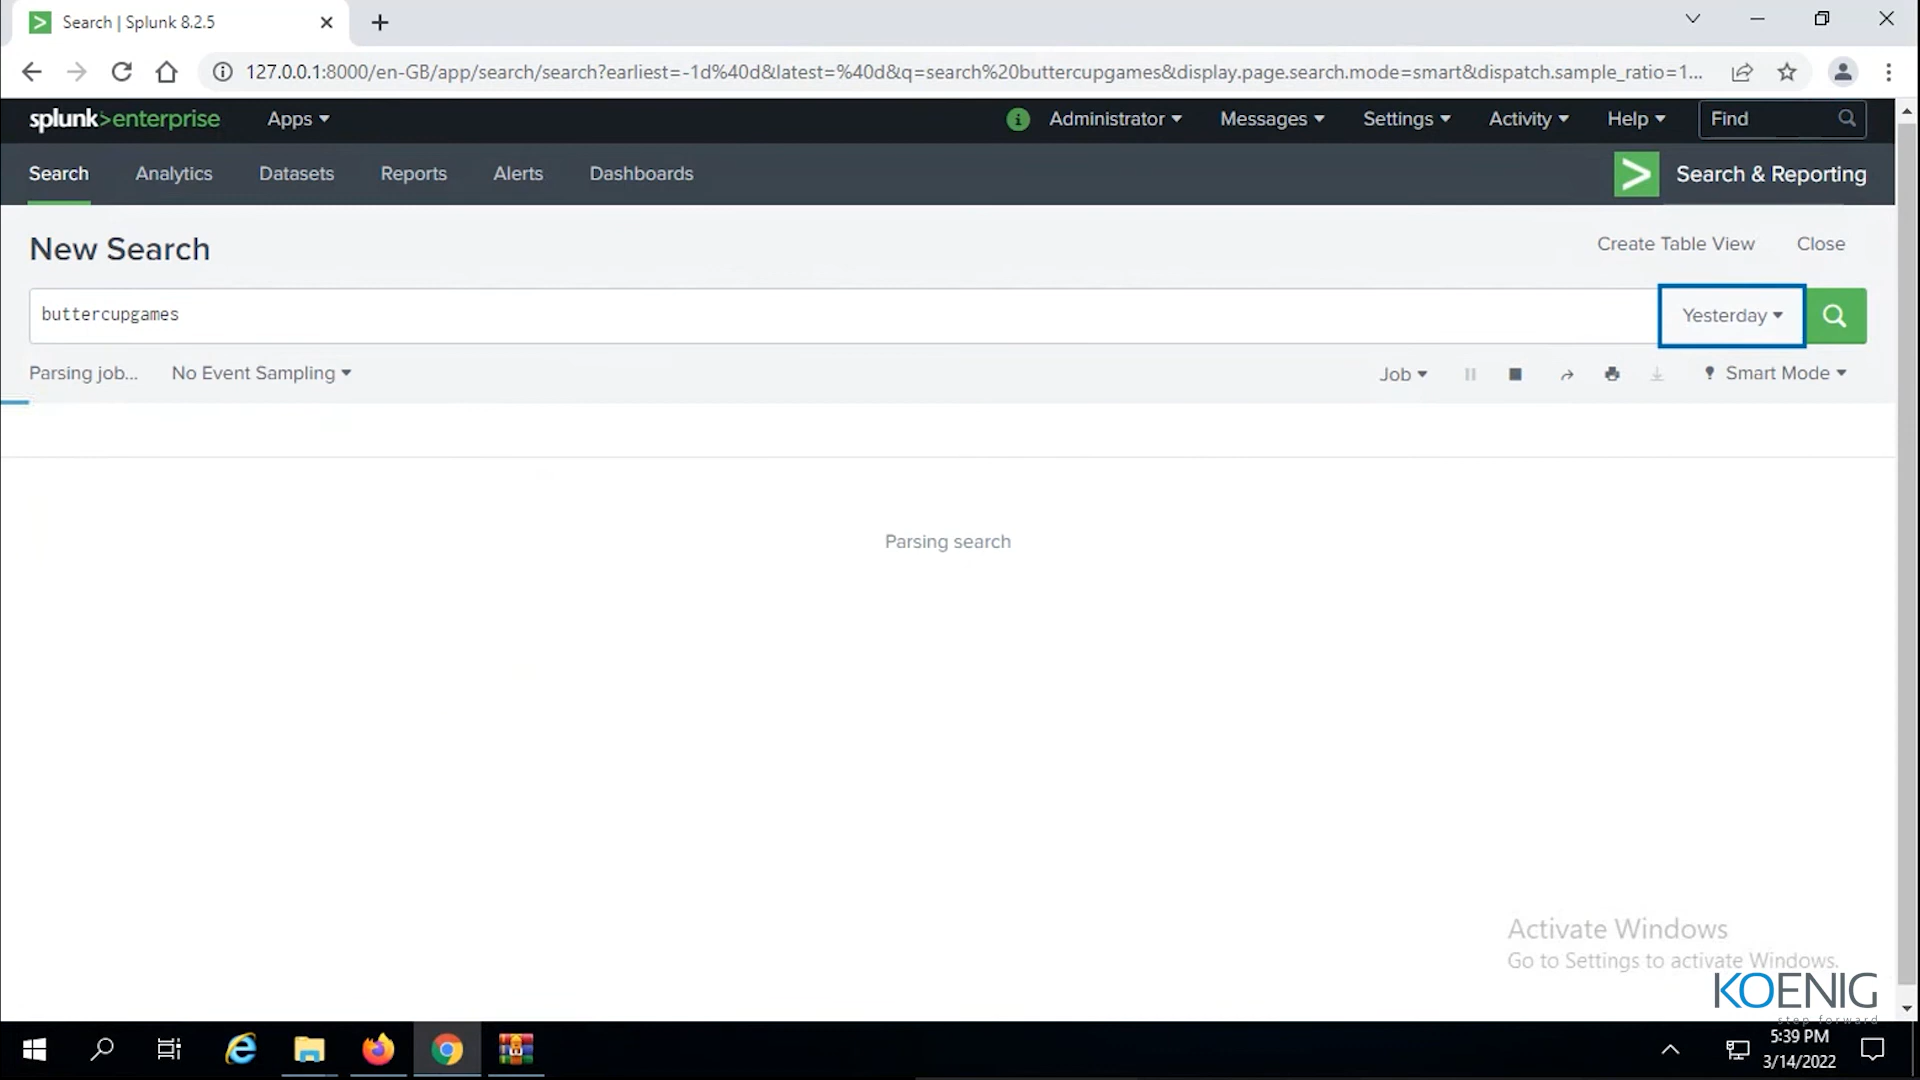 Search | Splunk 8.2.5
127.0.0.1:8000/en-GB/app/search/search?earliest=-1d%40d&latest=%40d&q=search%20buttercupgames&display.page.search.mode=smart&dispatch.sample_ratio=1...
splunk>enterprise Apps Administrator Messages Settings Activity Help Find
Search Analytics Datasets Reports Alerts Dashboards Search & Reporting
New Search Create Table View Close
buttercupgames Yesterday
Parsing job... No Event Sampling Job Smart Mode
Parsing search
Activate Windows
Go to Settings to activate Windows.
KOENIG
step forward
5:39 PM
3/14/2022